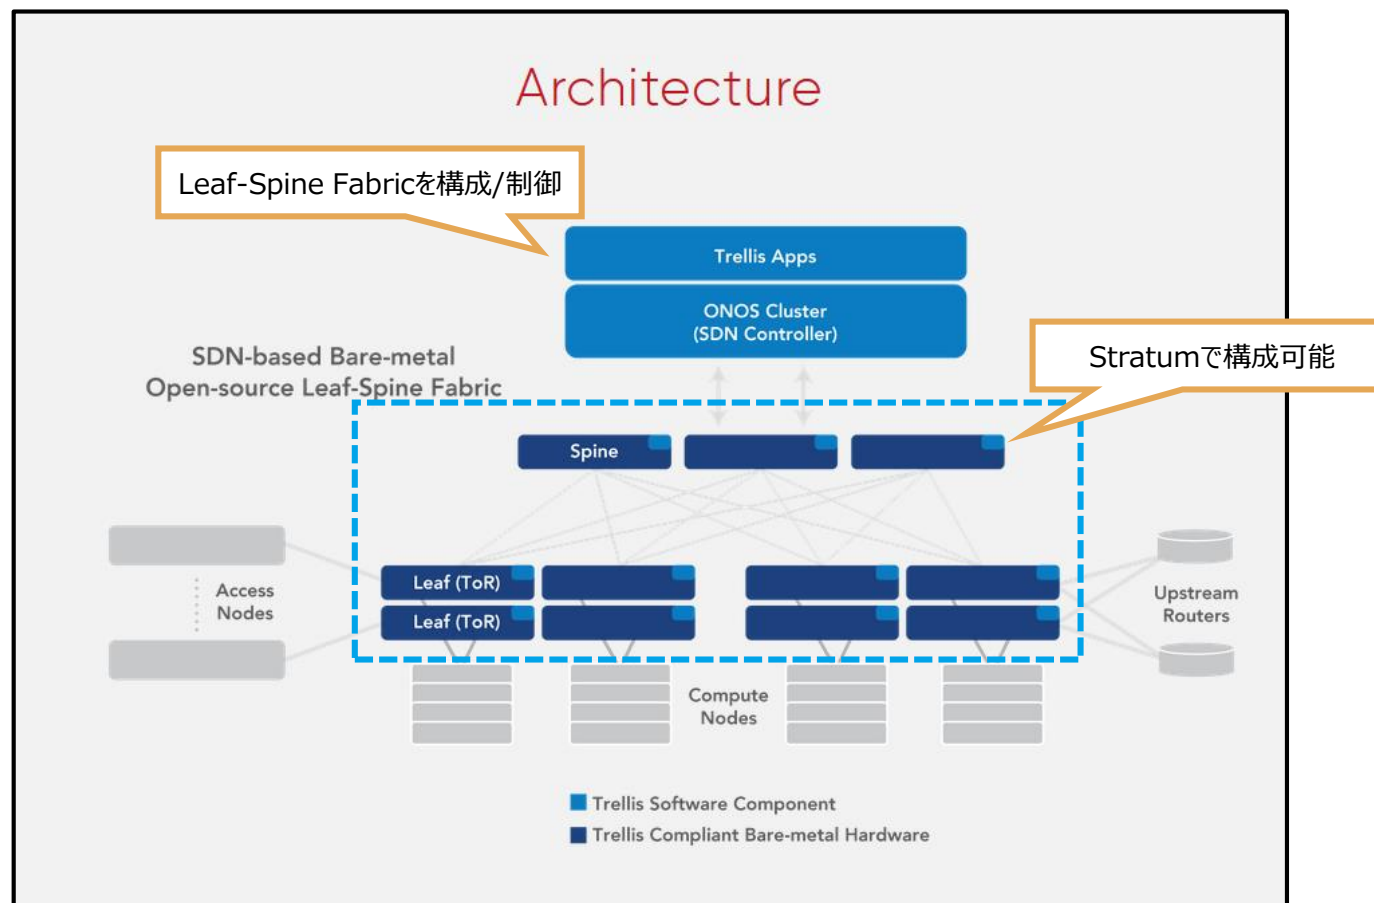 Architecture
Leaf-Spine Fabricを構成/制御
Trellis Apps
ONOS Cluster
(SDN Controller)
SDN-based Bare-metal
Open-source Leaf-Spine Fabric
Stratumで構成可能
Spine
Leaf (ToR)
Leaf (ToR)
Access
Nodes
Upstream
Routers
Compute
Nodes
Trellis Software Component
Trellis Compliant Bare-metal Hardware